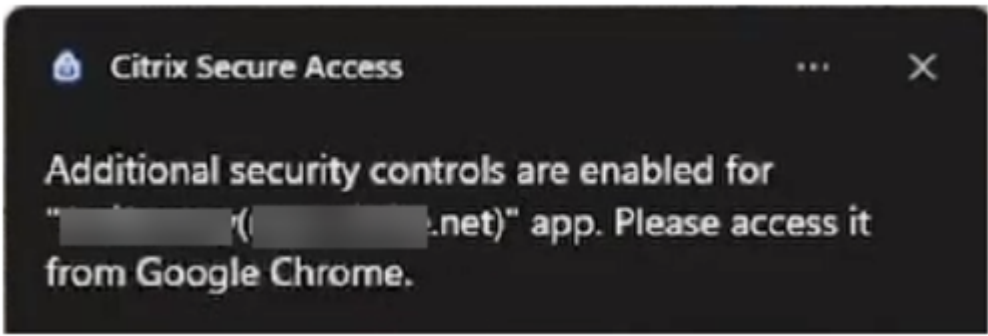 Citrix Secure Access
Additional security controls are enabled for
"(.net)" app. Please access it
from Google Chrome.